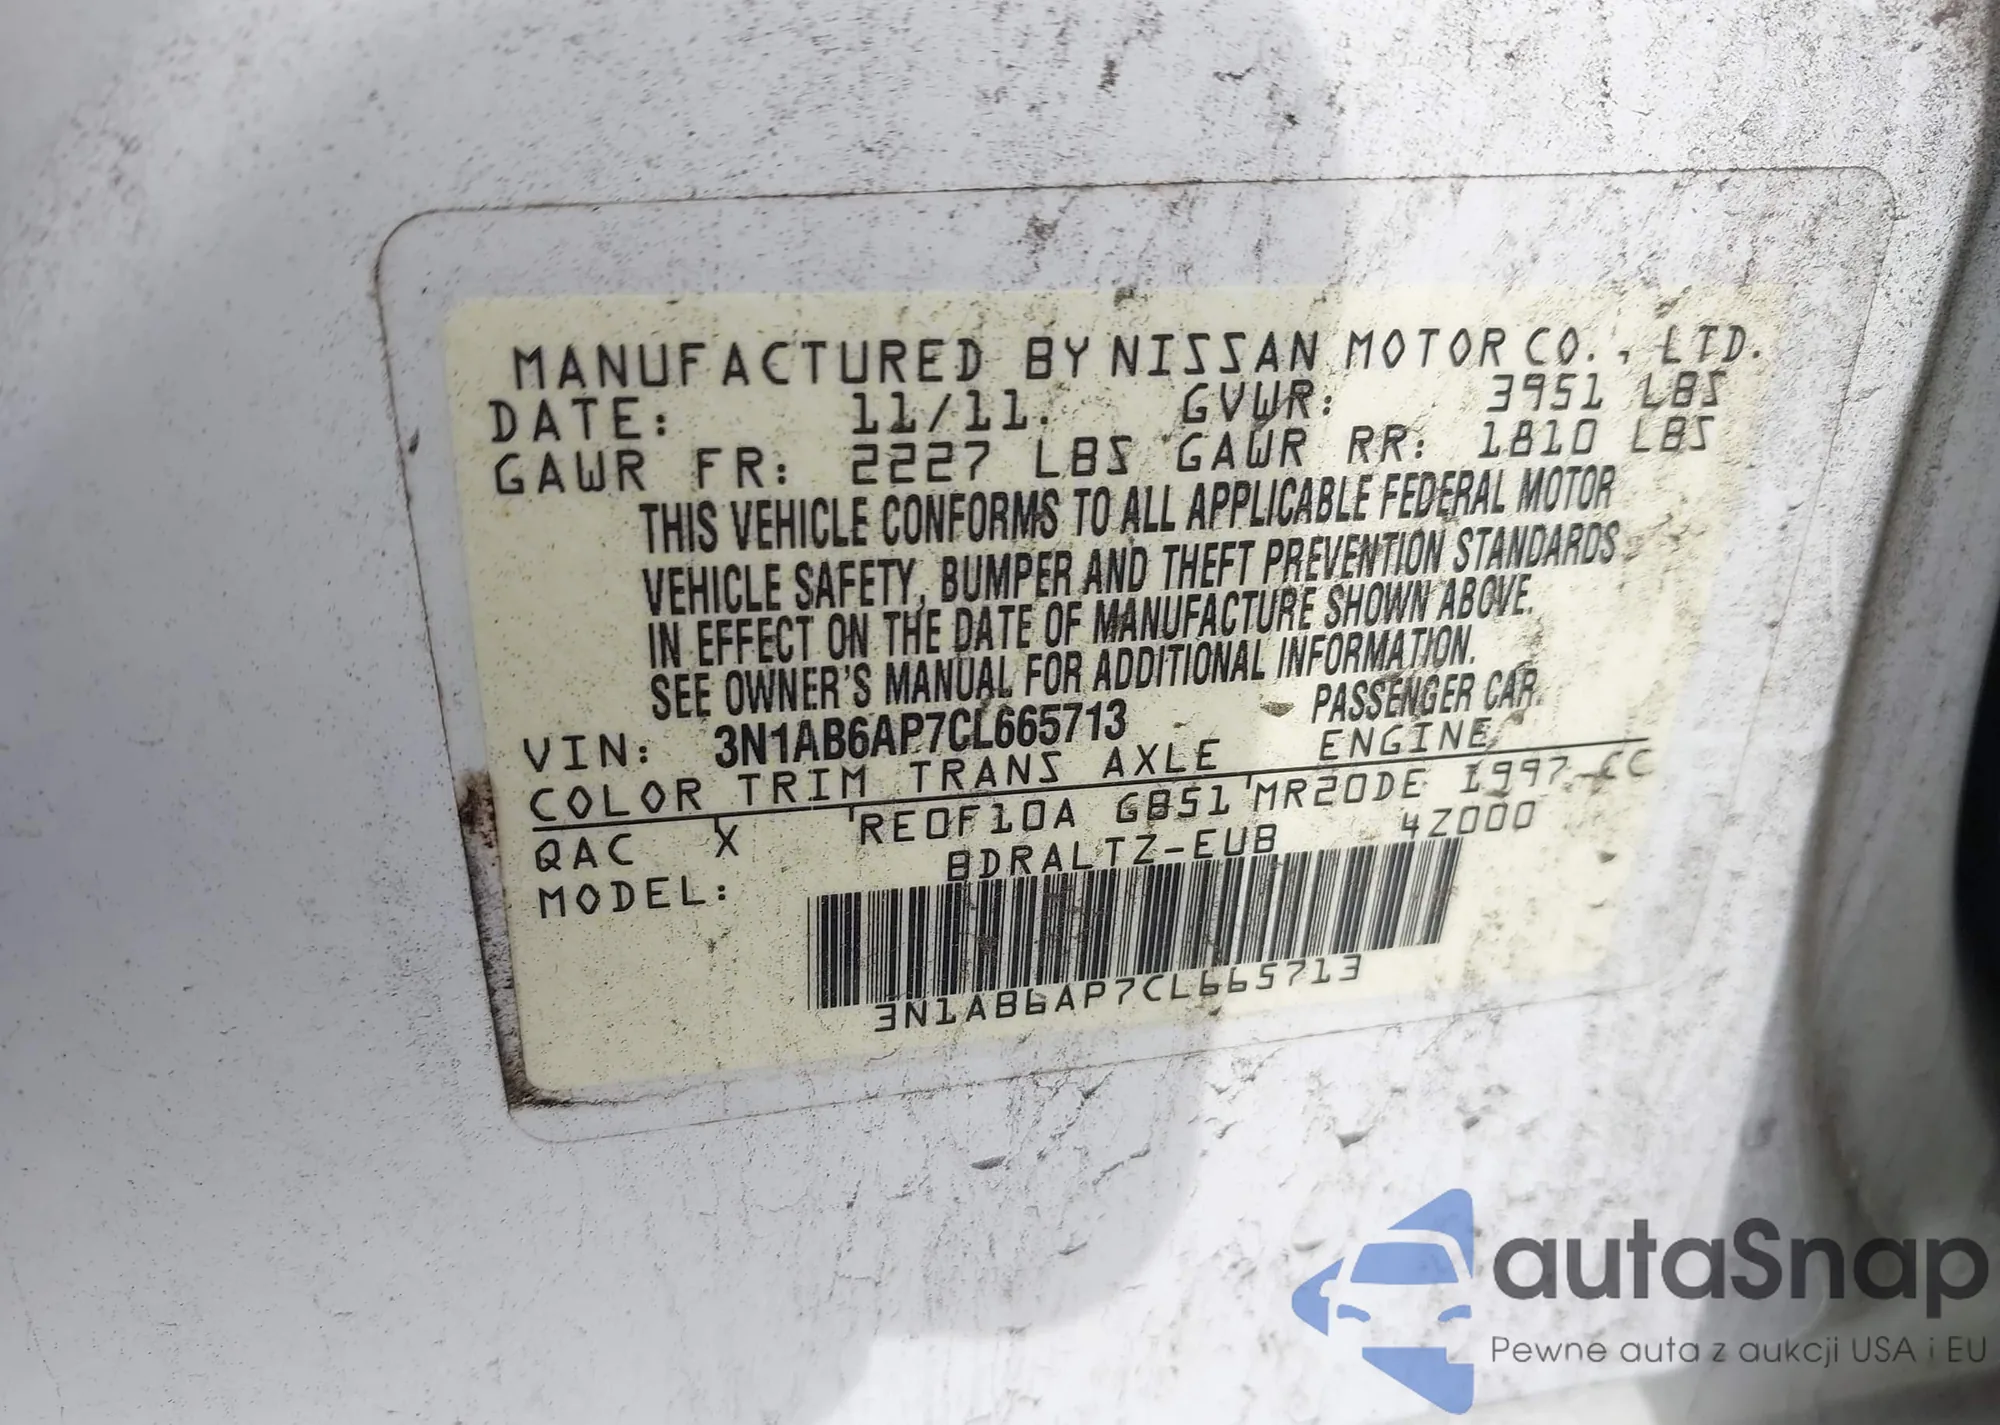 MANUFACTURED BY NISSAN MOTOR CO., LTD.
DATE: 11/11. GVWR: 3951 LBS
GAWR FR: 2227 LBS GAWR RR: 1810 LBS
THIS VEHICLE CONFORMS TO ALL APPLICABLE FEDERAL MOTOR
VEHICLE SAFETY, BUMPER AND THEFT PREVENTION STANDARDS
IN EFFECT ON THE DATE OF MANUFACTURE SHOWN ABOVE.
SEE OWNER'S MANUAL FOR ADDITIONAL INFORMATION.
VIN: 3N1AB6AP7CL665713 PASSENGER CAR
COLOR TRIM TRANS AXLE ENGINE
QAC X RE0F10A GB51 MR20DE 1997 CC
MODEL: BDRALTZ-EUB 4Z000
3N1AB6AP7CL665713
autaSnap
Pewne auta z aukcji USA i EU